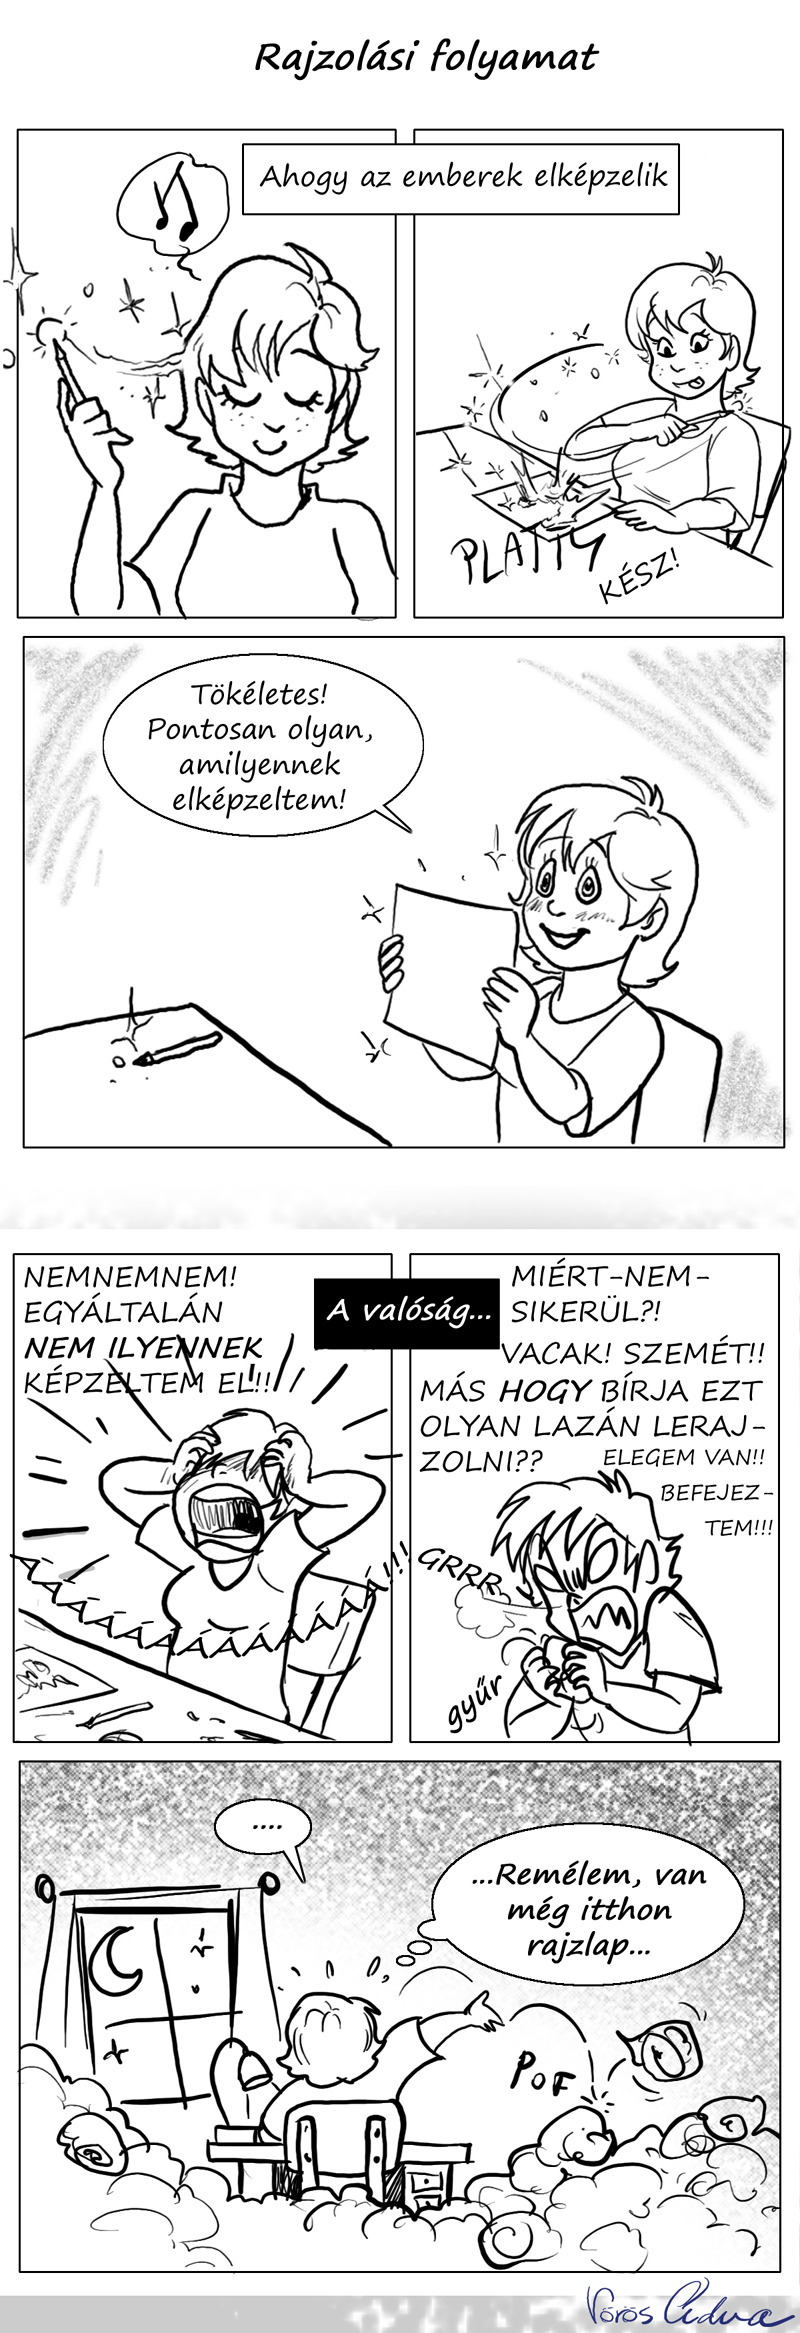 Rajzolási folyamat
Ahogy az emberek elképzelik
PLATTY
KÉSZ!
Tökéletes!
Pontosan olyan,
amilyennek
elképzeltem!
A valóság...
NEMNEMNEM!
EGYÁLTALÁN
NEM ILYENNEK
KÉPZELTEM EL!!
MIÉRT-NEM-
SIKERÜL?!
VACAK! SZEMÉT!!
MÁS HOGY BÍRJA EZT
OLYAN LAZÁN LERAJ-
ZOLNI??
ELEGEM VAN!!
BEFEJEZ-
TEM!!!
GRRR
gyűr
....
...Remélem, van
még itthon
rajzlap...
POF
Vörös